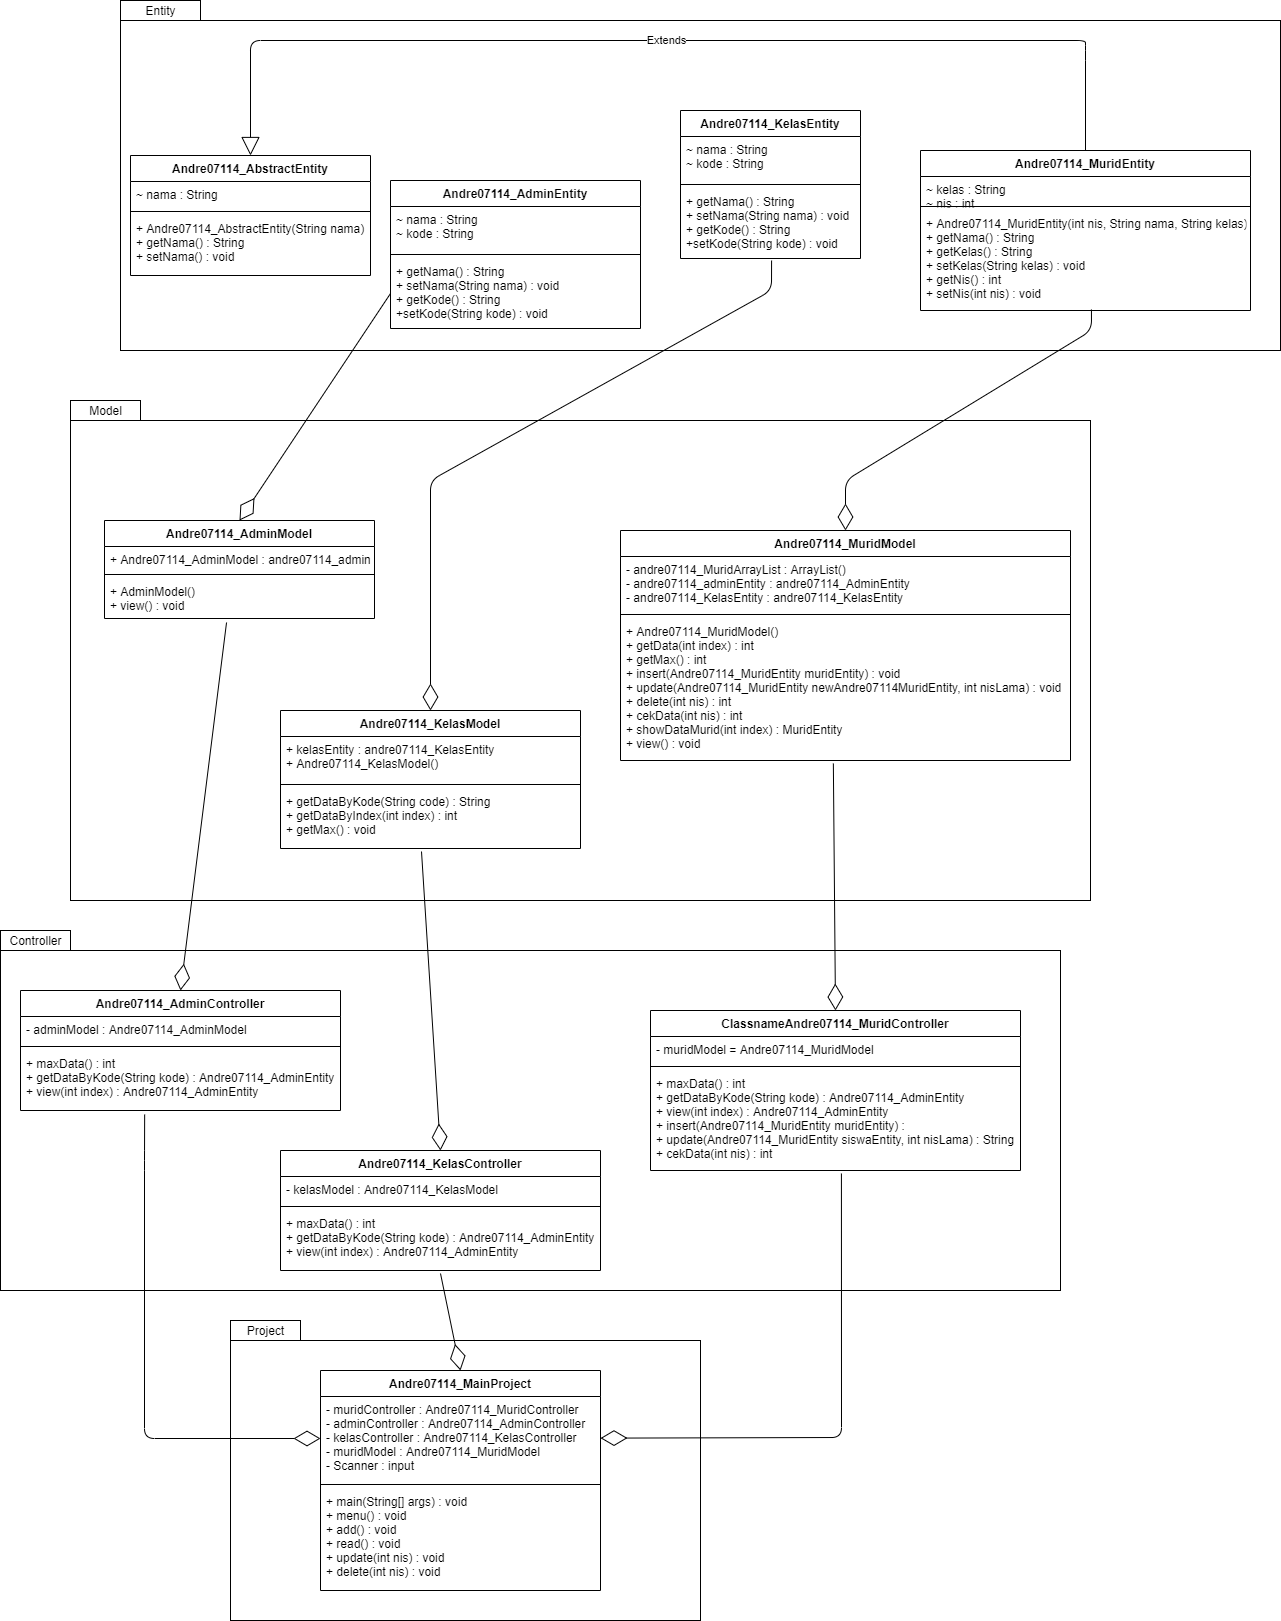 Entity
Extends
Andre07114_AbstractEntity
~ nama : String
+ Andre07114_AbstractEntity(String nama)
+ getNama() : String
+ setNama() : void
Andre07114_AdminEntity
~ nama : String
~ kode : String
+ getNama() : String
+ setNama(String nama) : void
+ getKode() : String
+setKode(String kode) : void
Andre07114_KelasEntity
~ nama : String
~ kode : String
+ getNama() : String
+ setNama(String nama) : void
+ getKode() : String
+setKode(String kode) : void
Andre07114_MuridEntity
~ kelas : String
~ nis : int
+ Andre07114_MuridEntity(int nis, String nama, String kelas)
+ getNama() : String
+ getKelas() : String
+ setKelas(String kelas) : void
+ getNis() : int
+ setNis(int nis) : void
Model
Andre07114_AdminModel
+ Andre07114_AdminModel : andre07114_admin
+ AdminModel()
+ view() : void
Andre07114_KelasModel
+ kelasEntity : andre07114_KelasEntity
+ Andre07114_KelasModel()
+ getDataByKode(String code) : String
+ getDataByIndex(int index) : int
+ getMax() : void
Andre07114_MuridModel
- andre07114_MuridArrayList : ArrayList()
- andre07114_adminEntity : andre07114_AdminEntity
- andre07114_KelasEntity : andre07114_KelasEntity
+ Andre07114_MuridModel()
+ getData(int index) : int
+ getMax() : int
+ insert(Andre07114_MuridEntity muridEntity) : void
+ update(Andre07114_MuridEntity newAndre07114MuridEntity, int nisLama) : void
+ delete(int nis) : int
+ cekData(int nis) : int
+ showDataMurid(int index) : MuridEntity
+ view() : void
Controller
Andre07114_AdminController
- adminModel : Andre07114_AdminModel
+ maxData() : int
+ getDataByKode(String kode) : Andre07114_AdminEntity
+ view(int index) : Andre07114_AdminEntity
Andre07114_KelasController
- kelasModel : Andre07114_KelasModel
+ maxData() : int
+ getDataByKode(String kode) : Andre07114_AdminEntity
+ view(int index) : Andre07114_AdminEntity
ClassnameAndre07114_MuridController
- muridModel = Andre07114_MuridModel
+ maxData() : int
+ getDataByKode(String kode) : Andre07114_AdminEntity
+ view(int index) : Andre07114_AdminEntity
+ insert(Andre07114_MuridEntity muridEntity) :
+ update(Andre07114_MuridEntity siswaEntity, int nisLama) : String
+ cekData(int nis) : int
Project
Andre07114_MainProject
- muridController : Andre07114_MuridController
- adminController : Andre07114_AdminController
- kelasController : Andre07114_KelasController
- muridModel : Andre07114_MuridModel
- Scanner : input
+ main(String[] args) : void
+ menu() : void
+ add() : void
+ read() : void
+ update(int nis) : void
+ delete(int nis) : void